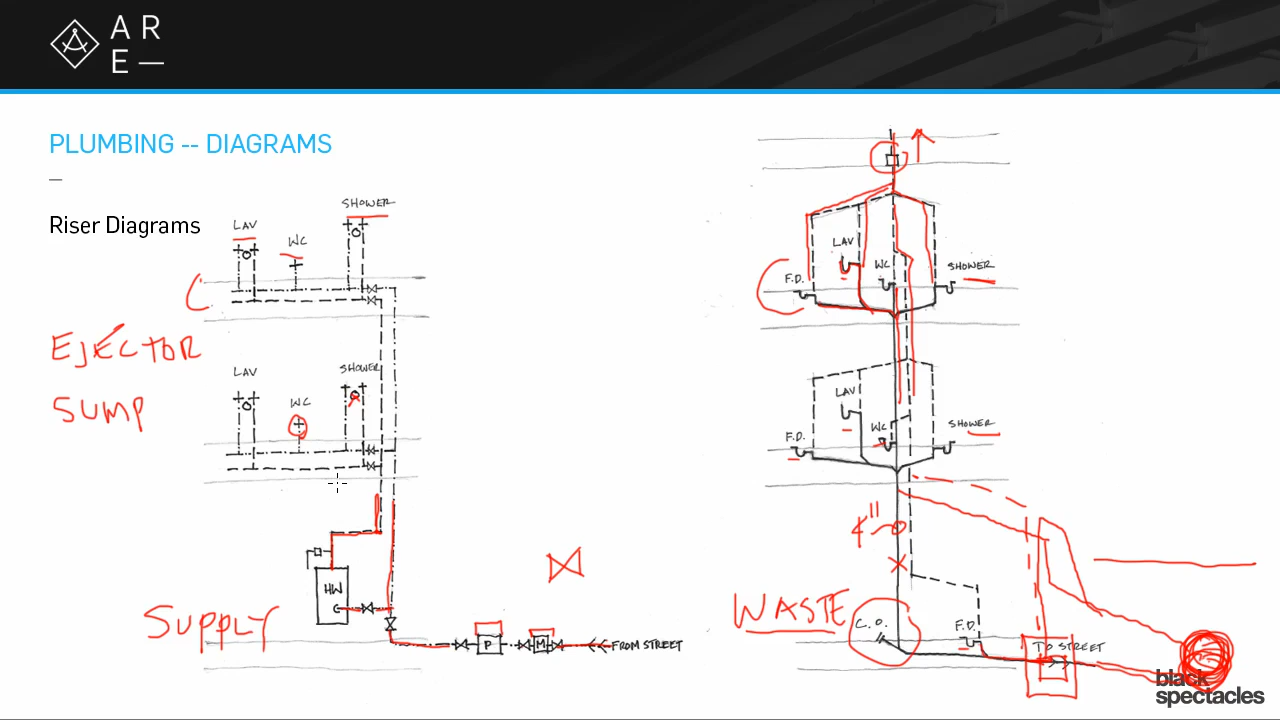 A R
E —
PLUMBING -- DIAGRAMS
Riser Diagrams
LAV
WC
SHOWER
EJECTOR
SUMP
LAV
WC
SHOWER
HW
C
SUPPLY
P
M
FROM STREET
LAV
WC
F.D.
SHOWER
LAV
WC
F.D.
SHOWER
4"
WASTE
C.O.
F.D.
TO STREET
black
spectacles